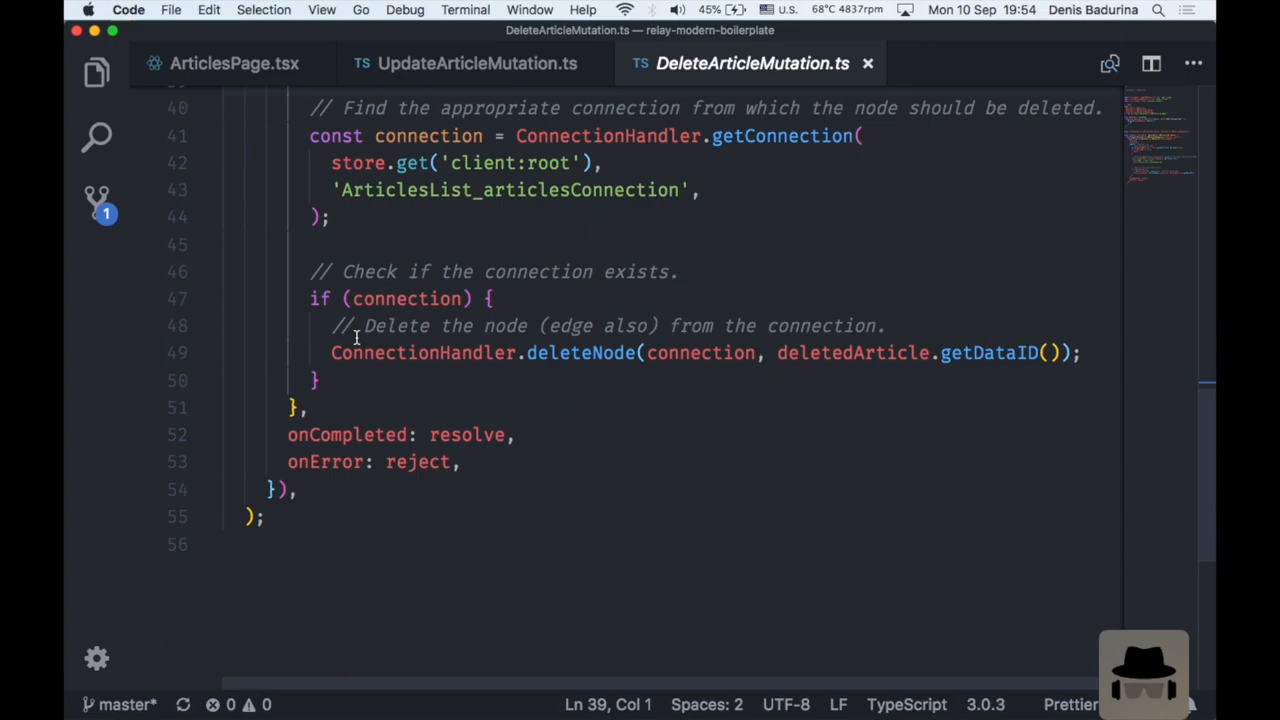 Code File Edit Selection View Go Debug Terminal Window Help 45% U.S. 68°C 4837rpm Mon 10 Sep 19:54 Denis Badurina
DeleteArticleMutation.ts — relay-modern-boilerplate
ArticlesPage.tsx TS UpdateArticleMutation.ts TS DeleteArticleMutation.ts
40 // Find the appropriate connection from which the node should be deleted.
41 const connection = ConnectionHandler.getConnection(
42 store.get('client:root'),
43 'ArticlesList_articlesConnection',
44 );
45
46 // Check if the connection exists.
47 if (connection) {
48 // Delete the node (edge also) from the connection.
49 ConnectionHandler.deleteNode(connection, deletedArticle.getDataID());
50 }
51 },
52 onCompleted: resolve,
53 onError: reject,
54 }),
55 );
56
1
master* 0 0 Ln 39, Col 1 Spaces: 2 UTF-8 LF TypeScript 3.0.3 Prettier